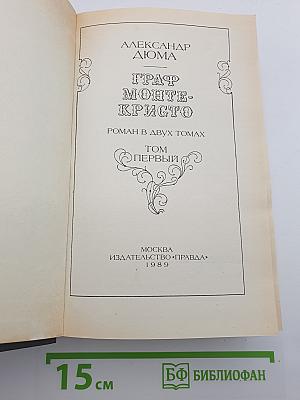 АЛЕКСАНДР
ДЮМА
ГРАФ
МОНТЕ-
КРИСТО
РОМАН В ДВУХ ТОМАХ
ТОМ
ПЕРВЫЙ
МОСКВА
ИЗДАТЕЛЬСТВО «ПРАВДА»
1989
15 см
БФ БИБЛИОФАН